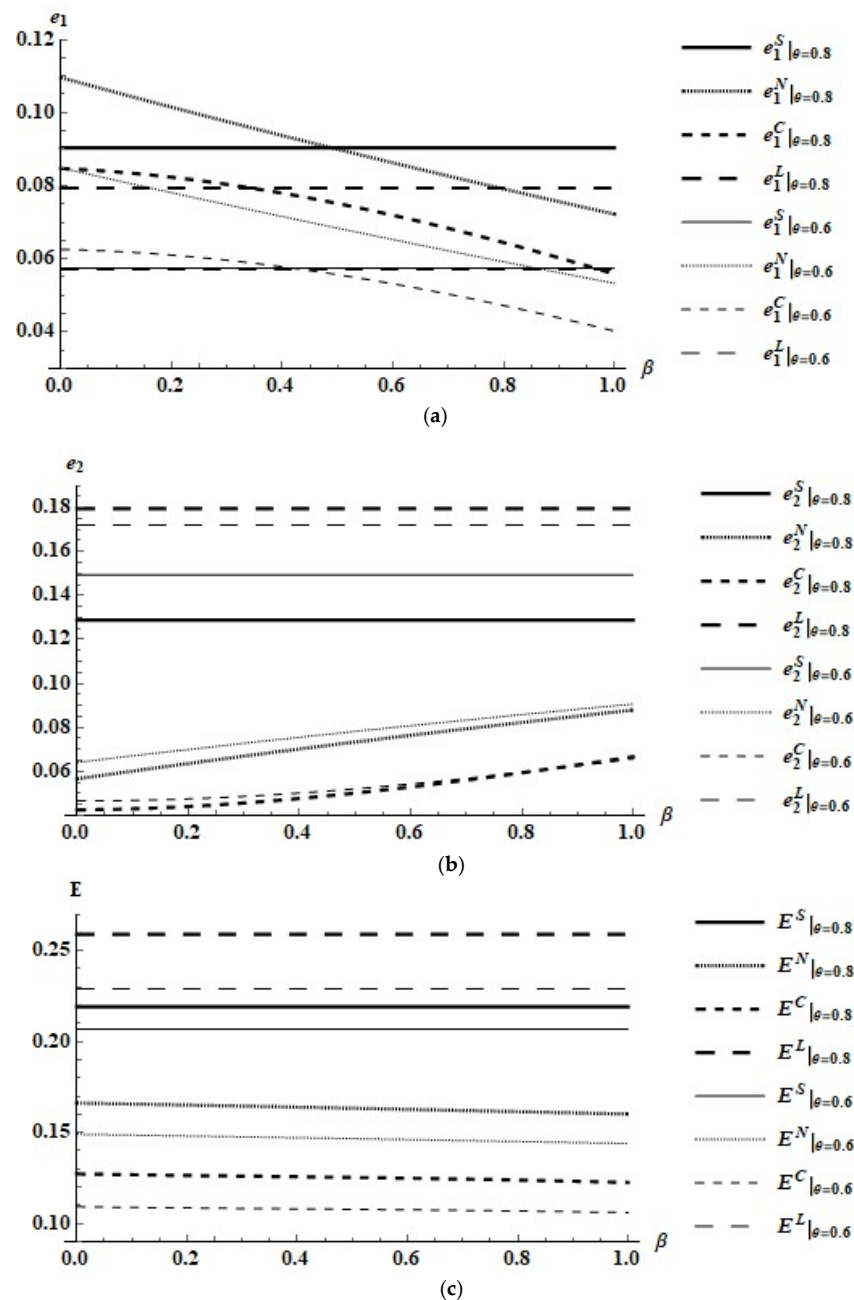 e₁
0.12
0.10
0.08
0.06
0.04
0.0 0.2 0.4 0.6 0.8 1.0 β
e₁ˢ|θ=0.8
e₁ᴺ|θ=0.8
e₁ᶜ|θ=0.8
e₁ᴸ|θ=0.8
e₁ˢ|θ=0.6
e₁ᴺ|θ=0.6
e₁ᶜ|θ=0.6
e₁ᴸ|θ=0.6
(a)
e₂
0.18
0.16
0.14
0.12
0.10
0.08
0.06
0.0 0.2 0.4 0.6 0.8 1.0 β
e₂ˢ|θ=0.8
e₂ᴺ|θ=0.8
e₂ᶜ|θ=0.8
e₂ᴸ|θ=0.8
e₂ˢ|θ=0.6
e₂ᴺ|θ=0.6
e₂ᶜ|θ=0.6
e₂ᴸ|θ=0.6
(b)
E
0.25
0.20
0.15
0.10
0.0 0.2 0.4 0.6 0.8 1.0 β
Eˢ|θ=0.8
Eᴺ|θ=0.8
Eᶜ|θ=0.8
Eᴸ|θ=0.8
Eˢ|θ=0.6
Eᴺ|θ=0.6
Eᶜ|θ=0.6
Eᴸ|θ=0.6
(c)